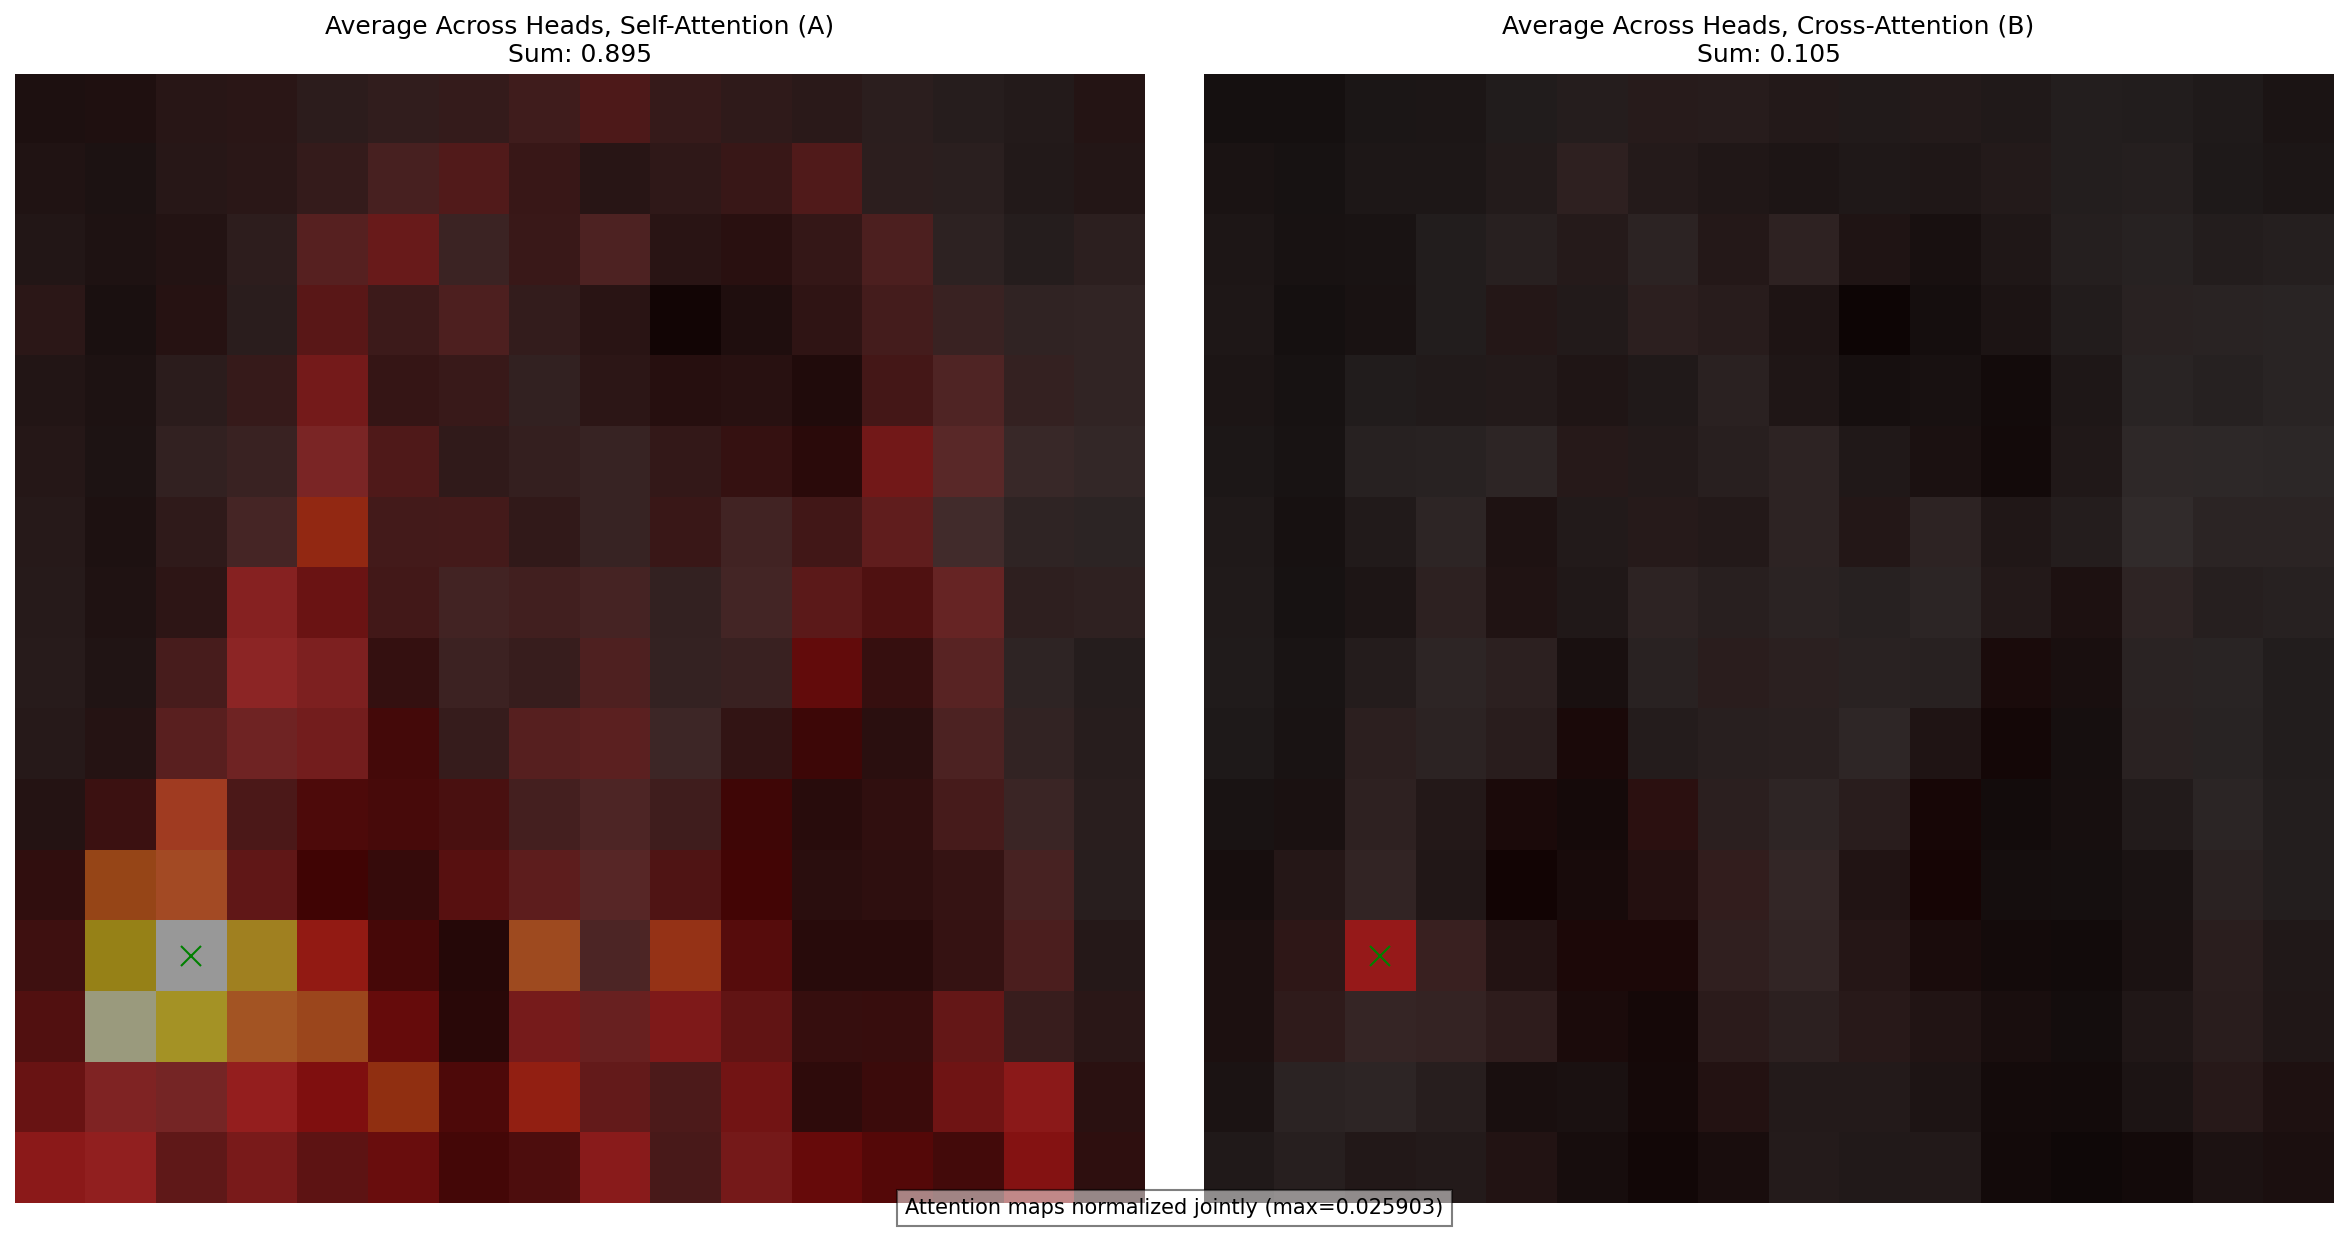 Average Across Heads, Self-Attention (A)
Sum: 0.895
Average Across Heads, Cross-Attention (B)
Sum: 0.105
Attention maps normalized jointly (max=0.025903)